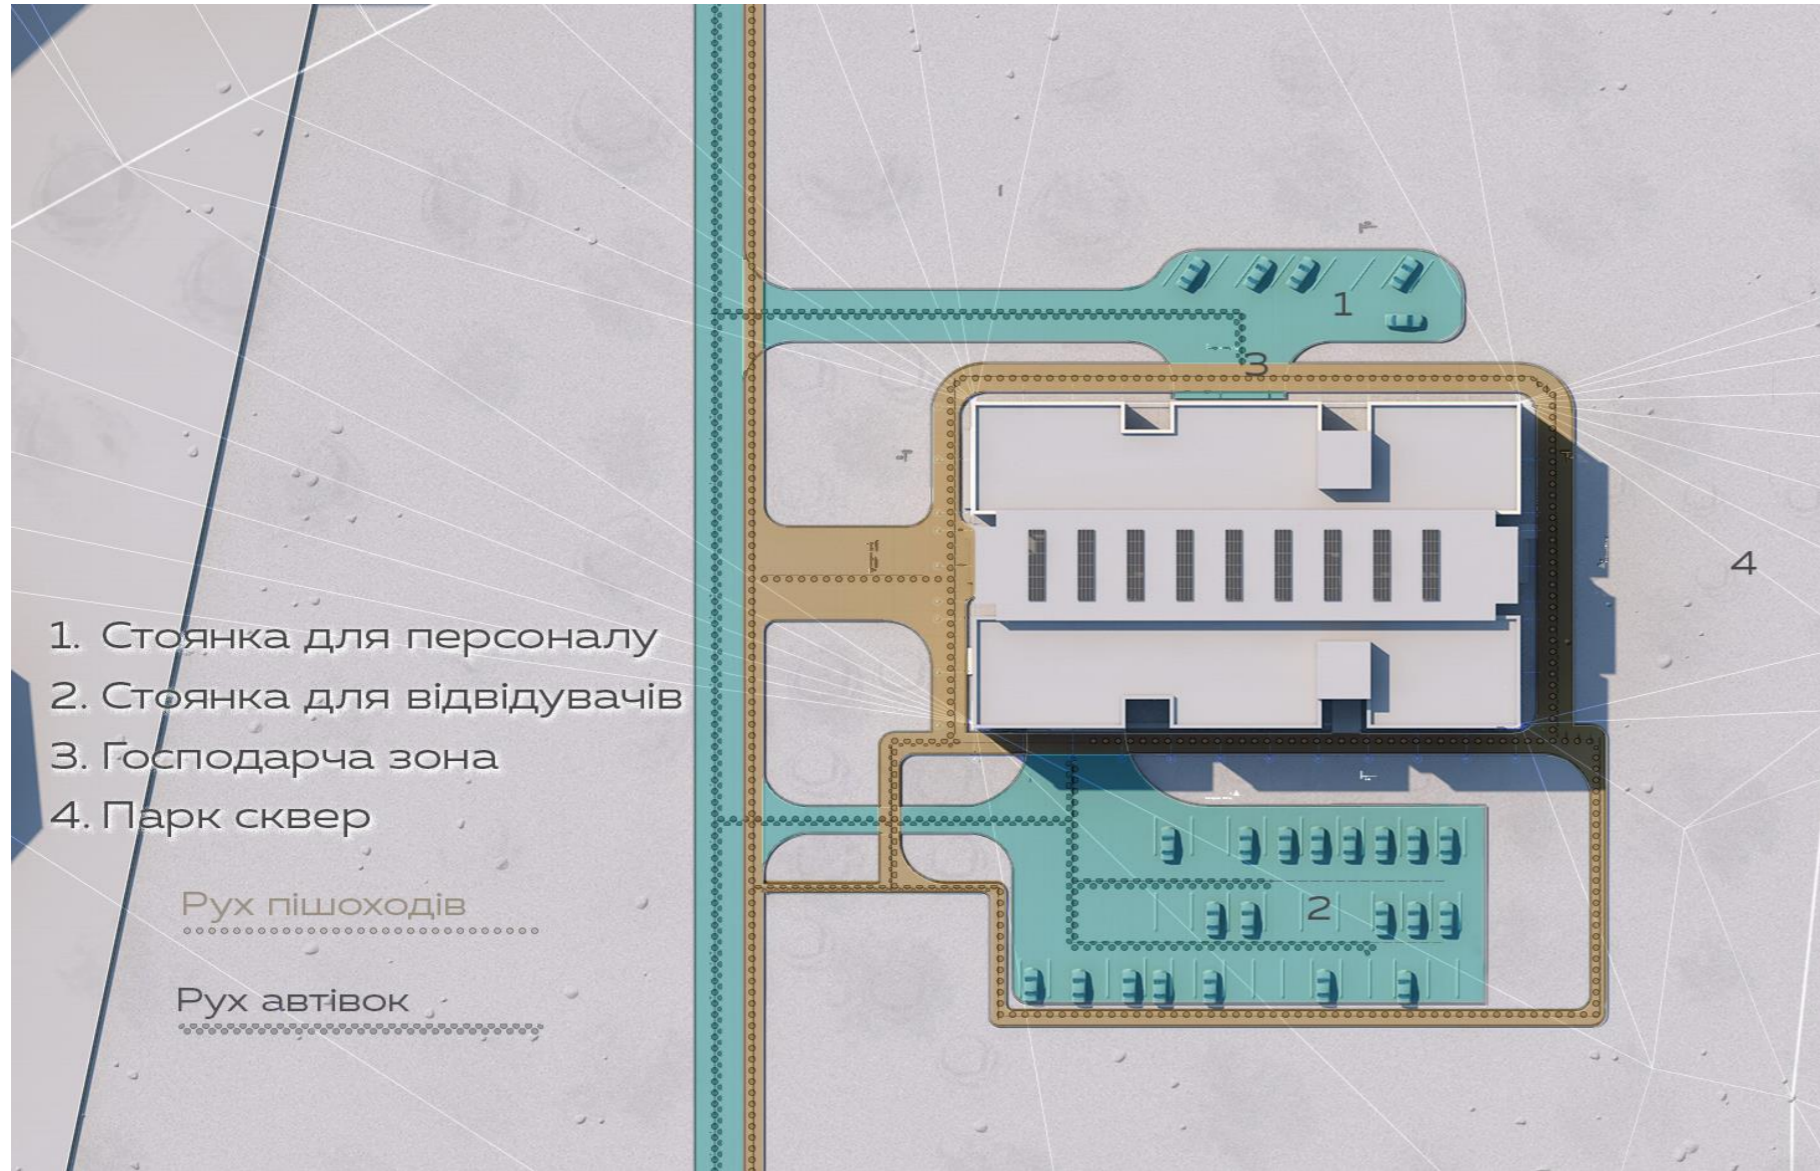 1
3
4
1. Стоянка для персоналу
2. Стоянка для відвідувачів
3. Господарча зона
4. Парк сквер
Рух пішоходів
2
Рух автівок